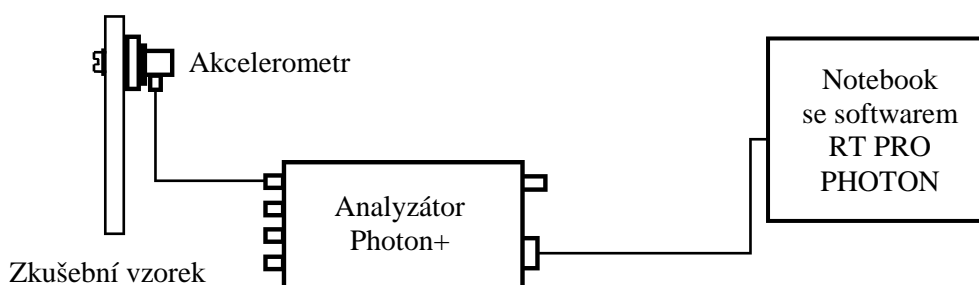 Akcelerometr
Zkušební vzorek
Analyzátor
Photon+
Notebook
se softwarem
RT PRO
PHOTON